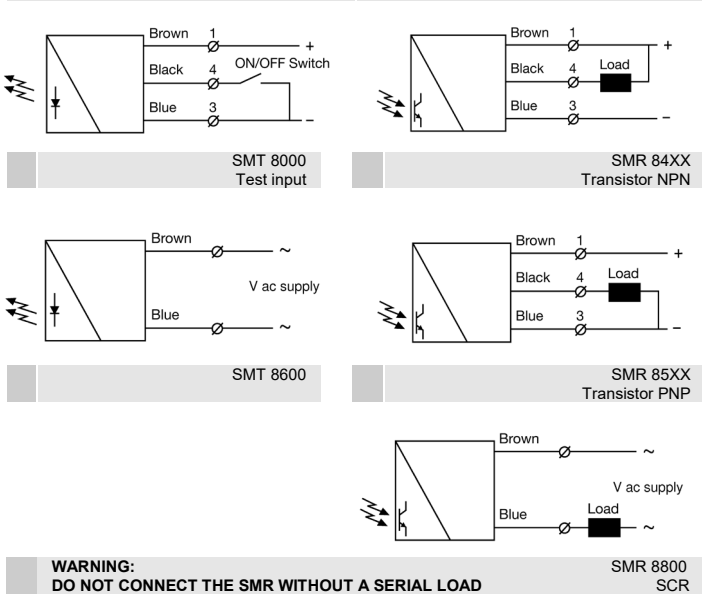 Brown 1
+
Black 4 ON/OFF Switch
Blue 3
–
SMT 8000
Test input
Brown 1
+
Black 4 Load
Blue 3
–
SMR 84XX
Transistor NPN
Brown
~
V ac supply
Blue
~
SMT 8600
Brown 1
+
Black 4 Load
Blue 3
–
SMR 85XX
Transistor PNP
Brown
~
V ac supply
Blue Load
~
WARNING:
DO NOT CONNECT THE SMR WITHOUT A SERIAL LOAD
SMR 8800
SCR